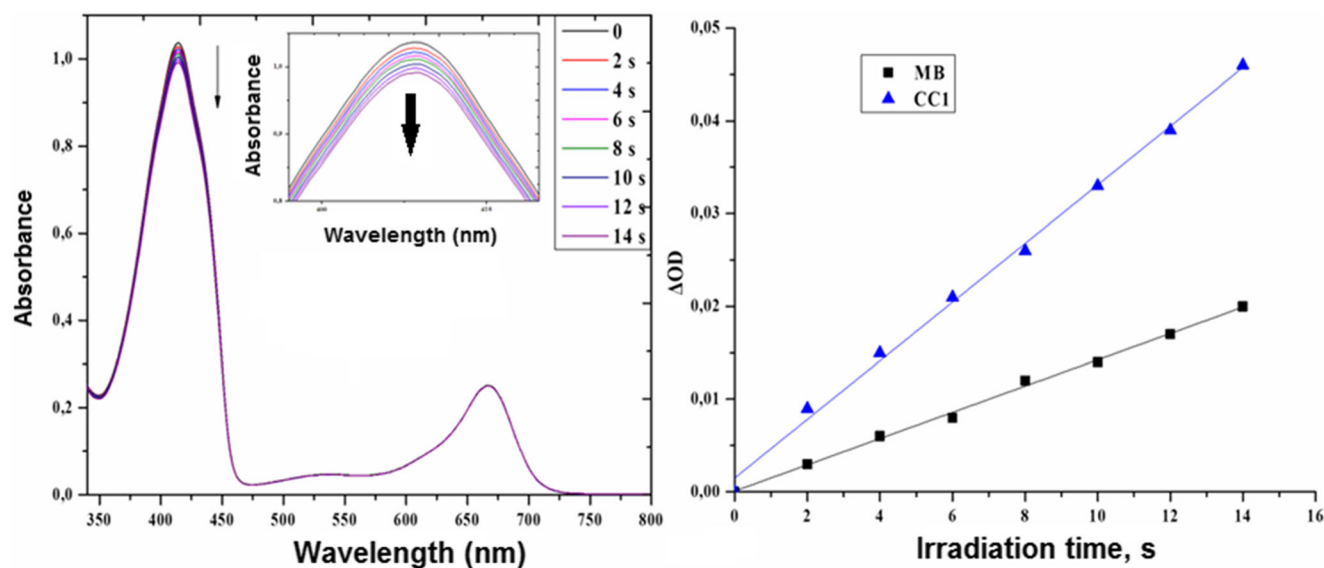 Absorbance
1,0
0,8
0,6
0,4
0,2
0,0
350 400 450 500 550 600 650 700 750 800
Wavelength (nm)
Absorbance
Wavelength (nm)
0
2 s
4 s
6 s
8 s
10 s
12 s
14 s
ΔOD
0,05
0,04
0,03
0,02
0,01
0,00
0 2 4 6 8 10 12 14 16
Irradiation time, s
MB
CC1